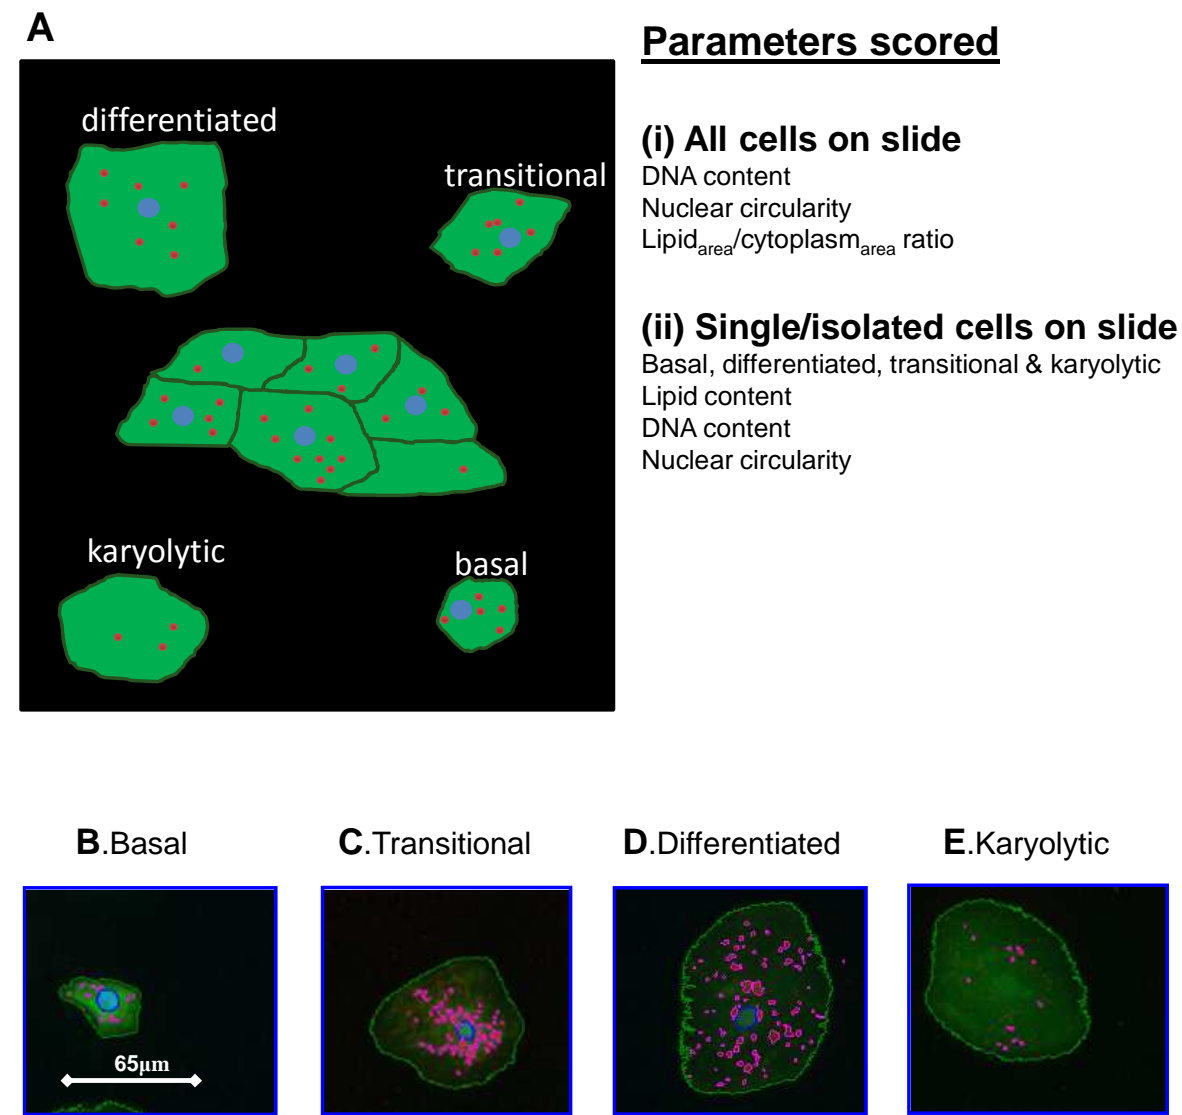 A
Parameters scored
differentiated
transitional
(i) All cells on slide
DNA content
Nuclear circularity
Lipidarea/cytoplasmarea ratio
(ii) Single/isolated cells on slide
Basal, differentiated, transitional & karyolytic
Lipid content
DNA content
Nuclear circularity
karyolytic
basal
B.Basal
C.Transitional
D.Differentiated
E.Karyolytic
65μm